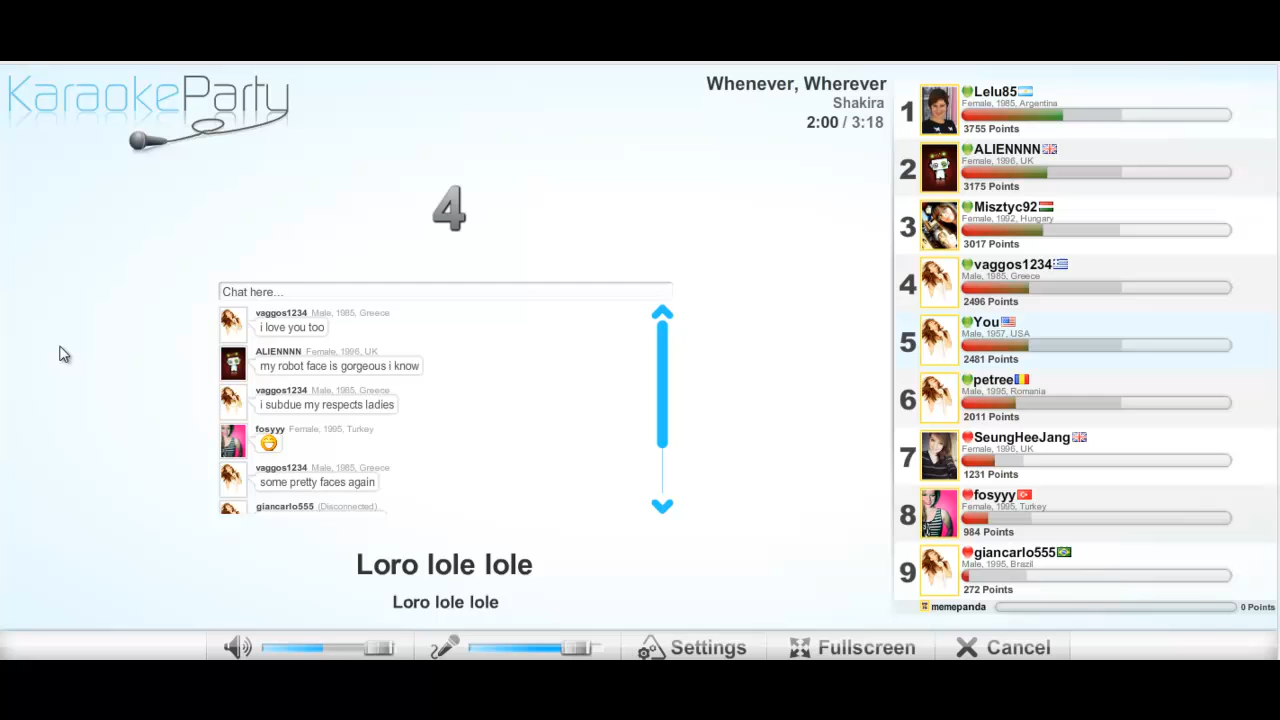 KaraokeParty
Whenever, Wherever
Shakira
2:00 / 3:18
4
Chat here...
vaggos1234 Male, 1985, Greece
i love you too
ALIENNNN Female, 1996, UK
my robot face is gorgeous i know
vaggos1234 Male, 1985, Greece
i subdue my respects ladies
fosyyy Female, 1995, Turkey
vaggos1234 Male, 1985, Greece
some pretty faces again
giancarlo555 (Disconnected)
Loro lole lole
Loro lole lole
1
Lelu85
Female, 1985, Argentina
3755 Points
2
ALIENNNN
Female, 1996, UK
3175 Points
3
Misztyc92
Female, 1992, Hungary
3017 Points
4
vaggos1234
Male, 1985, Greece
2496 Points
5
You
Male, 1957, USA
2481 Points
6
petree
Male, 1995, Romania
2011 Points
7
SeungHeeJang
Female, 1996, UK
1231 Points
8
fosyyy
Female, 1995, Turkey
984 Points
9
giancarlo555
Male, 1995, Brazil
272 Points
memepanda 0 Points
Settings
Fullscreen
Cancel